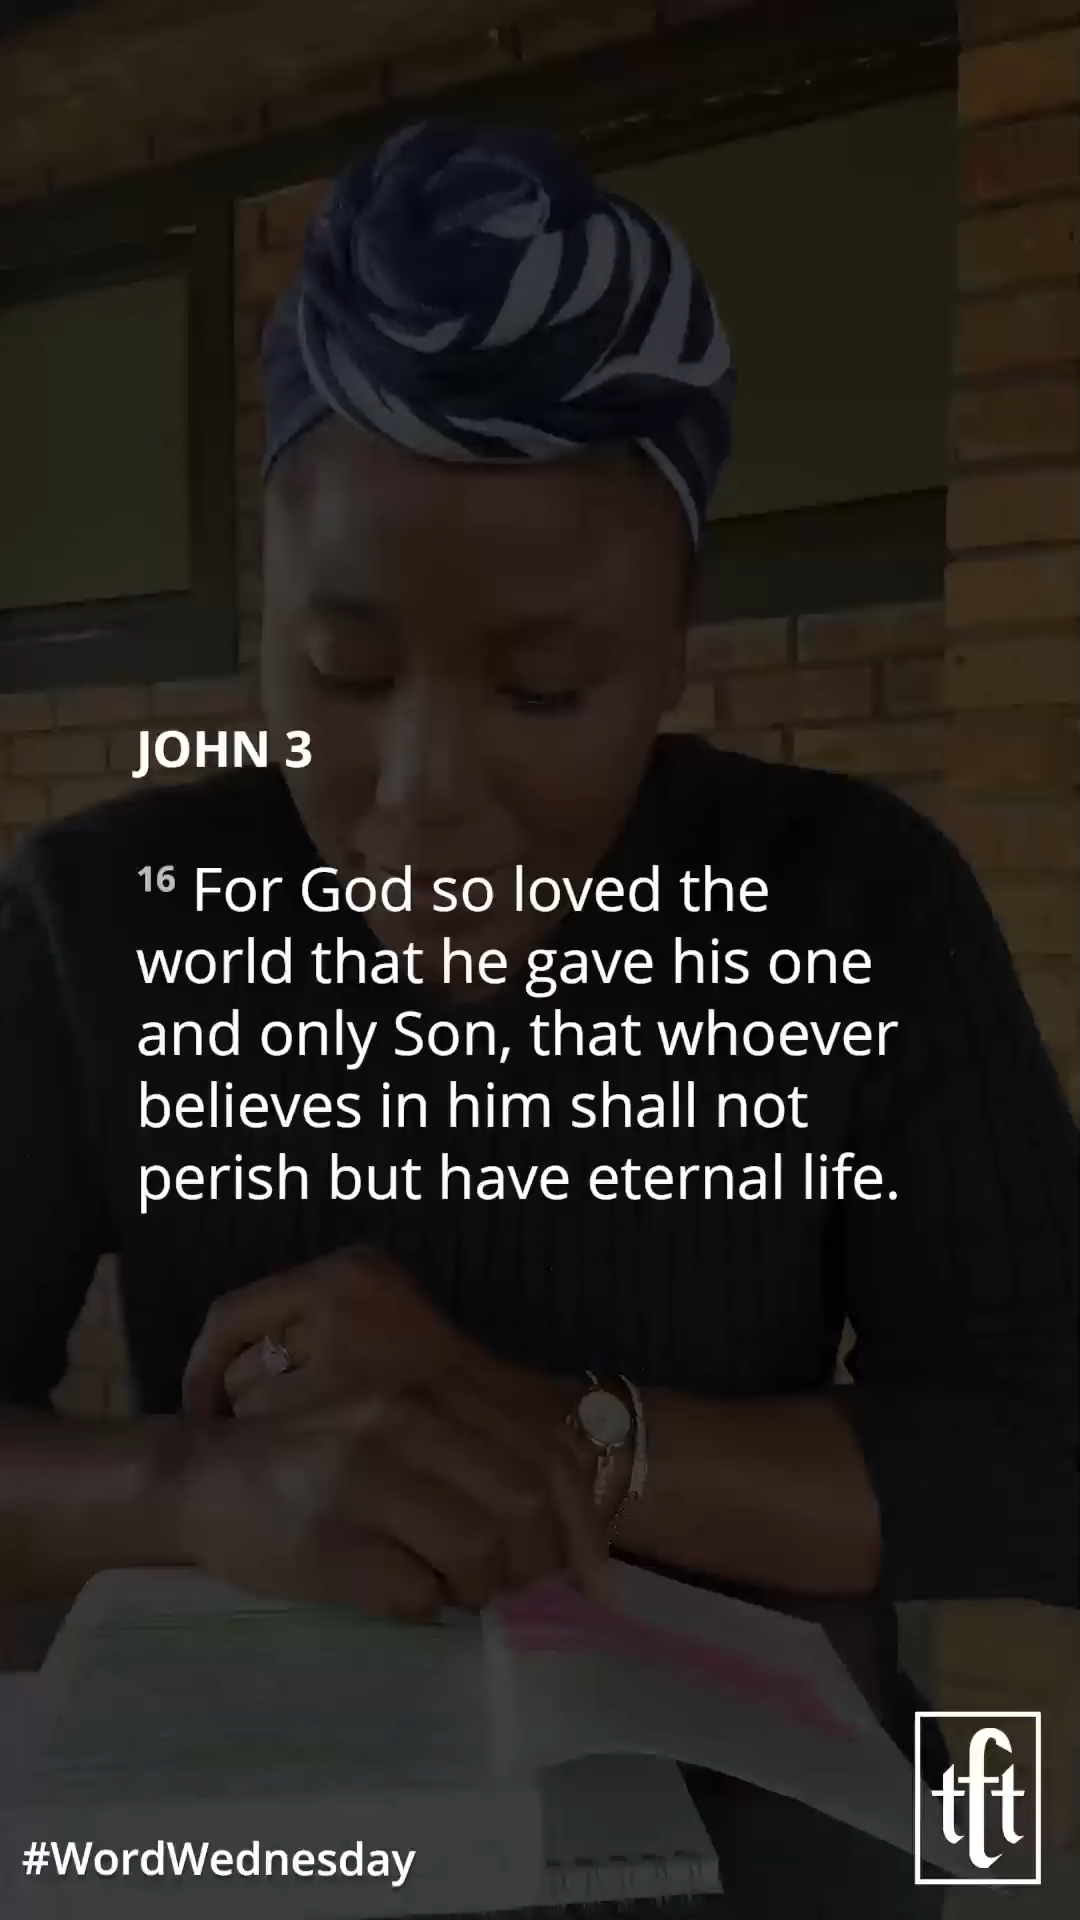 JOHN 3
16 For God so loved the
world that he gave his one
and only Son, that whoever
believes in him shall not
perish but have eternal life.
tft
#WordWednesday